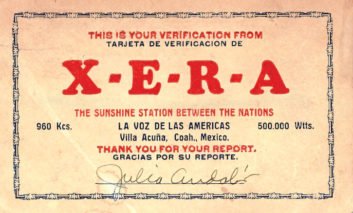 THIS IS YOUR VERIFICATION FROM
TARJETA DE VERIFICACION DE
X-E-R-A
THE SUNSHINE STATION BETWEEN THE NATIONS
960 Kcs. LA VOZ DE LAS AMERICAS 500.000 Wtts.
Villa Acuña, Coah., Mexico.
THANK YOU FOR YOUR REPORT.
GRACIAS POR SU REPORTE.
Julio